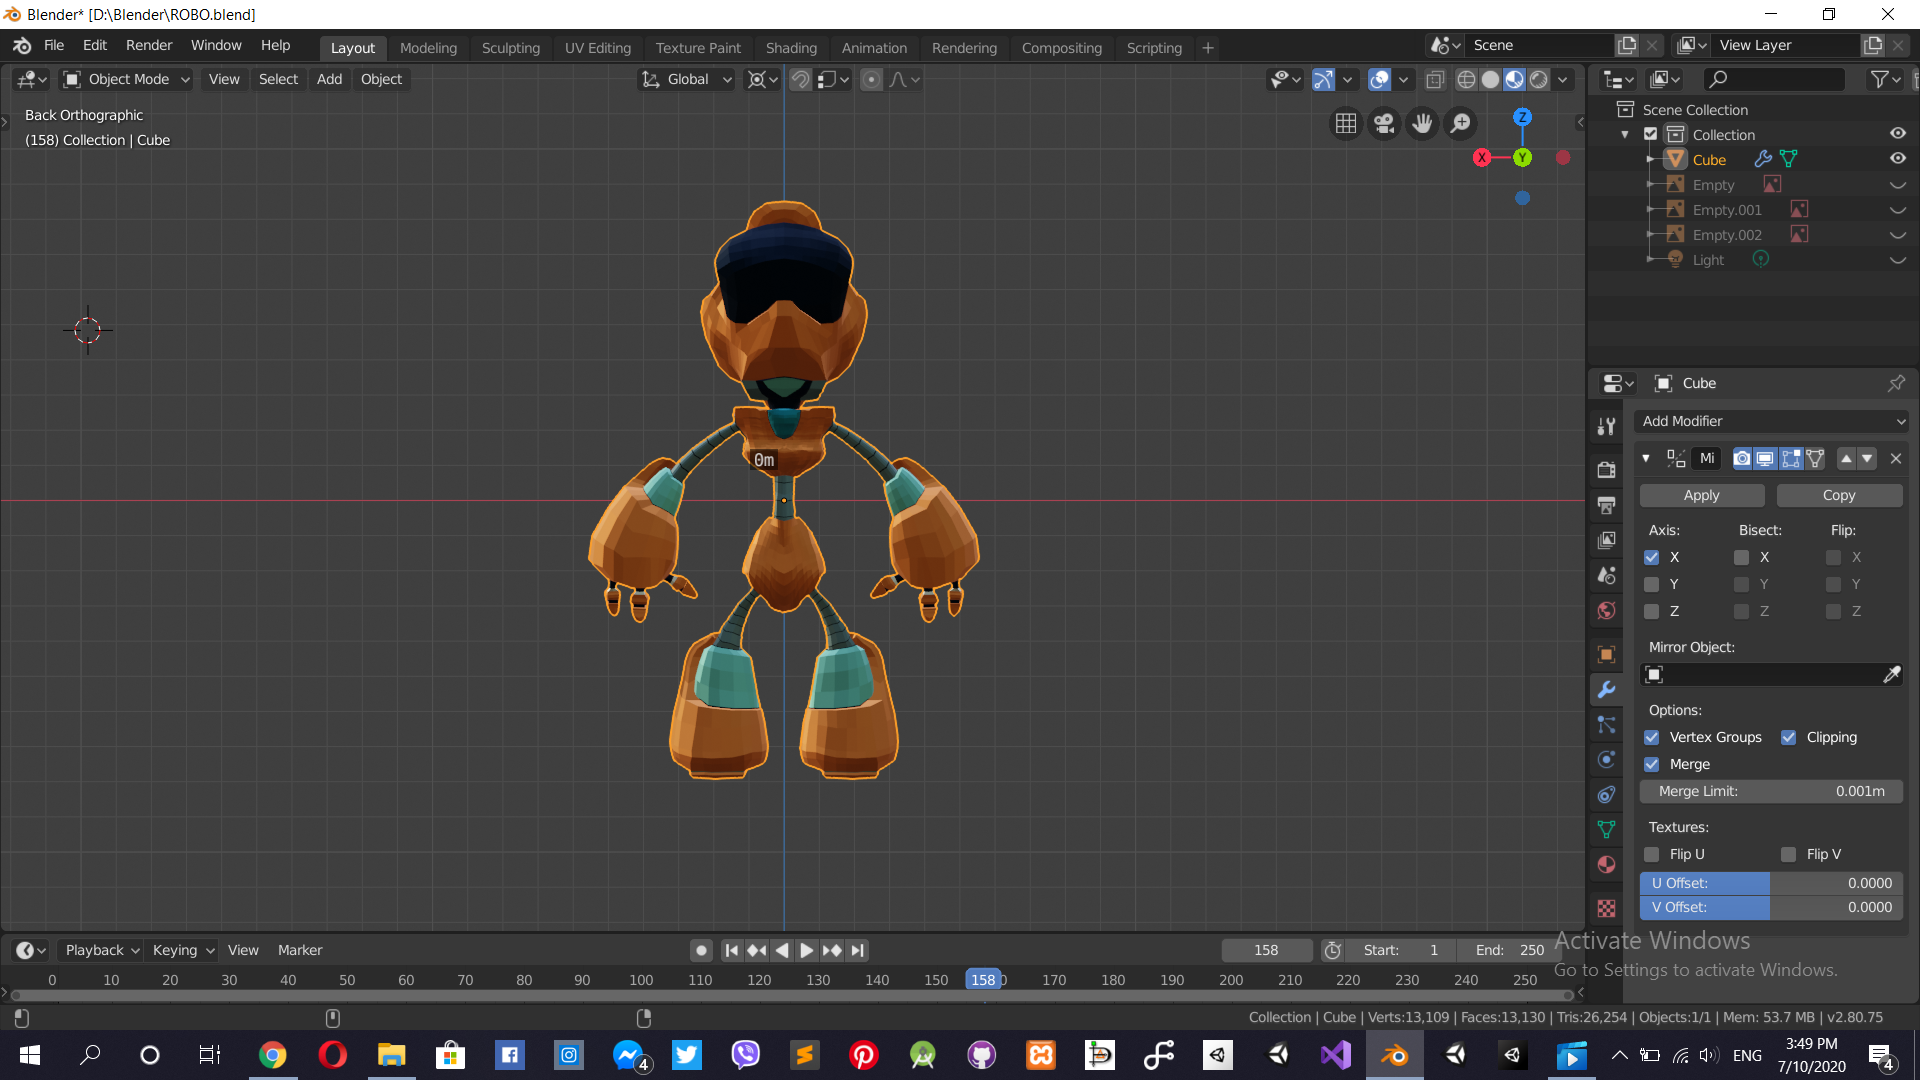 Blender* [D:\Blender\ROBO.blend]
File Edit Render Window Help Layout Modeling Sculpting UV Editing Texture Paint Shading Animation Rendering Compositing Scripting + Scene View Layer
Object Mode View Select Add Object Global
Back Orthographic
(158) Collection | Cube
Z
X
Y
0m
Scene Collection
Collection
Cube
Empty
Empty.001
Empty.002
Light
Cube
Add Modifier
Mi
Apply Copy
Axis: Bisect: Flip:
X X X
Y Y Y
Z Z Z
Mirror Object:
Options:
Vertex Groups Clipping
Merge
Merge Limit: 0.001m
Textures:
Flip U Flip V
U Offset: 0.0000
V Offset: 0.0000
Activate Windows
Go to Settings to activate Windows.
Playback Keying View Marker 158 Start: 1 End: 250
0 10 20 30 40 50 60 70 80 90 100 110 120 130 140 150 158 170 180 190 200 210 220 230 240 250
Collection | Cube | Verts:13,109 | Faces:13,130 | Tris:26,254 | Objects:1/1 | Mem: 53.7 MB | v2.80.75
4
ENG
3:49 PM
7/10/2020
4